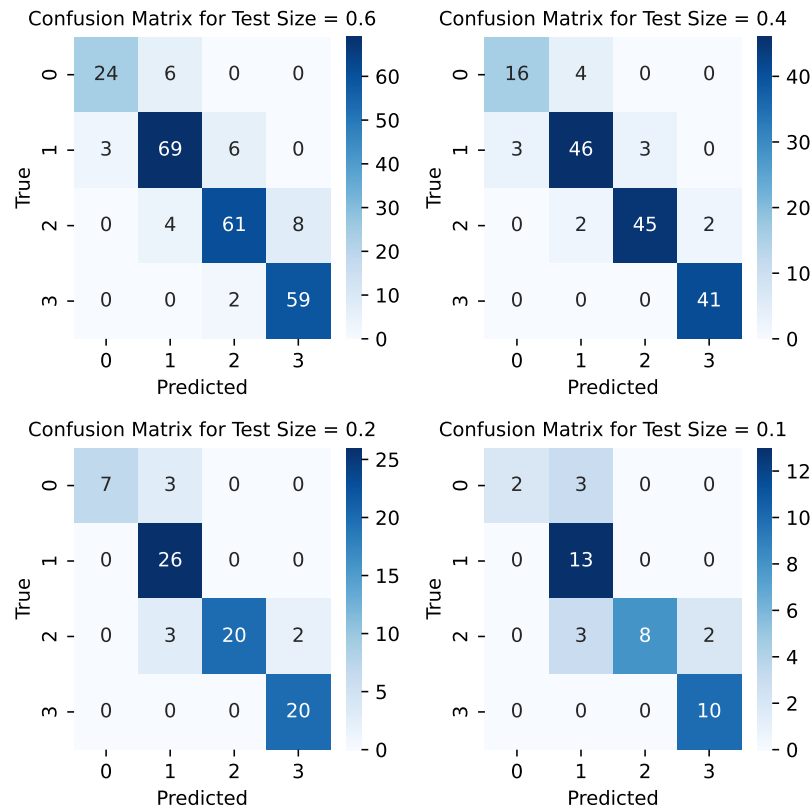 Confusion Matrix for Test Size = 0.6
0 24 6 0 0
1 3 69 6 0
2 0 4 61 8
3 0 0 2 59
0 1 2 3
Predicted
True
60
50
40
30
20
10
0
Confusion Matrix for Test Size = 0.4
0 16 4 0 0
1 3 46 3 0
2 0 2 45 2
3 0 0 0 41
0 1 2 3
Predicted
True
40
30
20
10
0
Confusion Matrix for Test Size = 0.2
0 7 3 0 0
1 0 26 0 0
2 0 3 20 2
3 0 0 0 20
0 1 2 3
Predicted
True
25
20
15
10
5
0
Confusion Matrix for Test Size = 0.1
0 2 3 0 0
1 0 13 0 0
2 0 3 8 2
3 0 0 0 10
0 1 2 3
Predicted
True
12
10
8
6
4
2
0